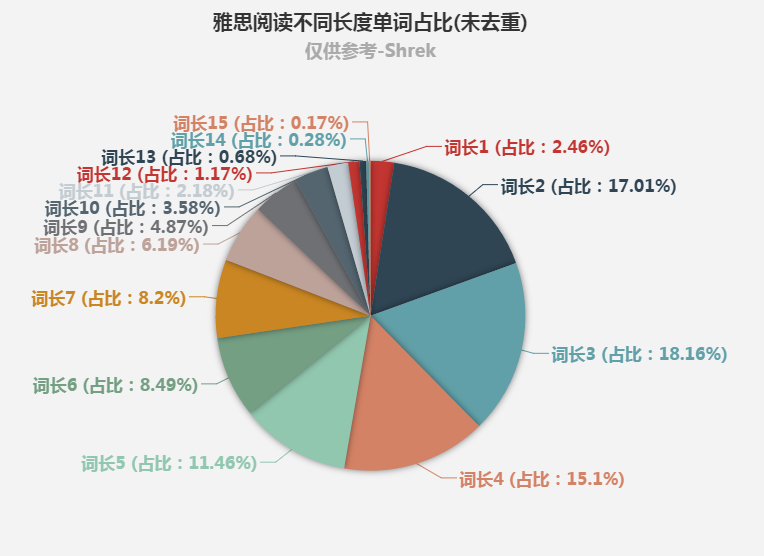 雅思阅读不同长度单词占比(未去重)
仅供参考-Shrek
词长15 (占比：0.17%)
词长14 (占比：0.28%)
词长13 (占比：0.68%)
词长12 (占比：1.17%)
词长11 (占比：2.18%)
词长10 (占比：3.58%)
词长9 (占比：4.87%)
词长8 (占比：6.19%)
词长7 (占比：8.2%)
词长6 (占比：8.49%)
词长5 (占比：11.46%)
词长1 (占比：2.46%)
词长2 (占比：17.01%)
词长3 (占比：18.16%)
词长4 (占比：15.1%)